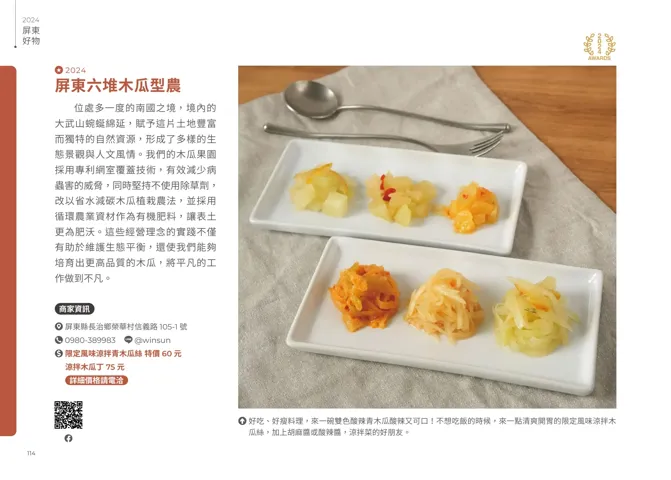 2024
屏東
好物
2024
AWARDS
2024
屏東六堆木瓜型農
位處多一度的南國之境，境內的
大武山蜿蜒綿延，賦予這片土地豐富
而獨特的自然資源，形成了多樣的生
態景觀與人文風情。我們的木瓜果園
採用專利網室覆蓋技術，有效減少病
蟲害的威脅，同時堅持不使用除草劑，
改以省水減碳木瓜植栽農法，並採用
循環農業資材作為有機肥料，讓表土
更為肥沃。這些經營理念的實踐不僅
有助於維護生態平衡，還使我們能夠
培育出更高品質的木瓜，將平凡的工
作做到不凡。
商家資訊
屏東縣長治鄉榮華村信義路 105-1 號
0980-389983 @winsun
限定風味涼拌青木瓜絲 特價 60 元
涼拌木瓜丁 75 元
詳細價格請電洽
好吃、好瘦料理，來一碗雙色酸辣青木瓜酸辣又可口！不想吃飯的時候，來一點清爽開胃的限定風味涼拌木
瓜絲，加上胡麻醬或酸辣醬，涼拌菜的好朋友。
114